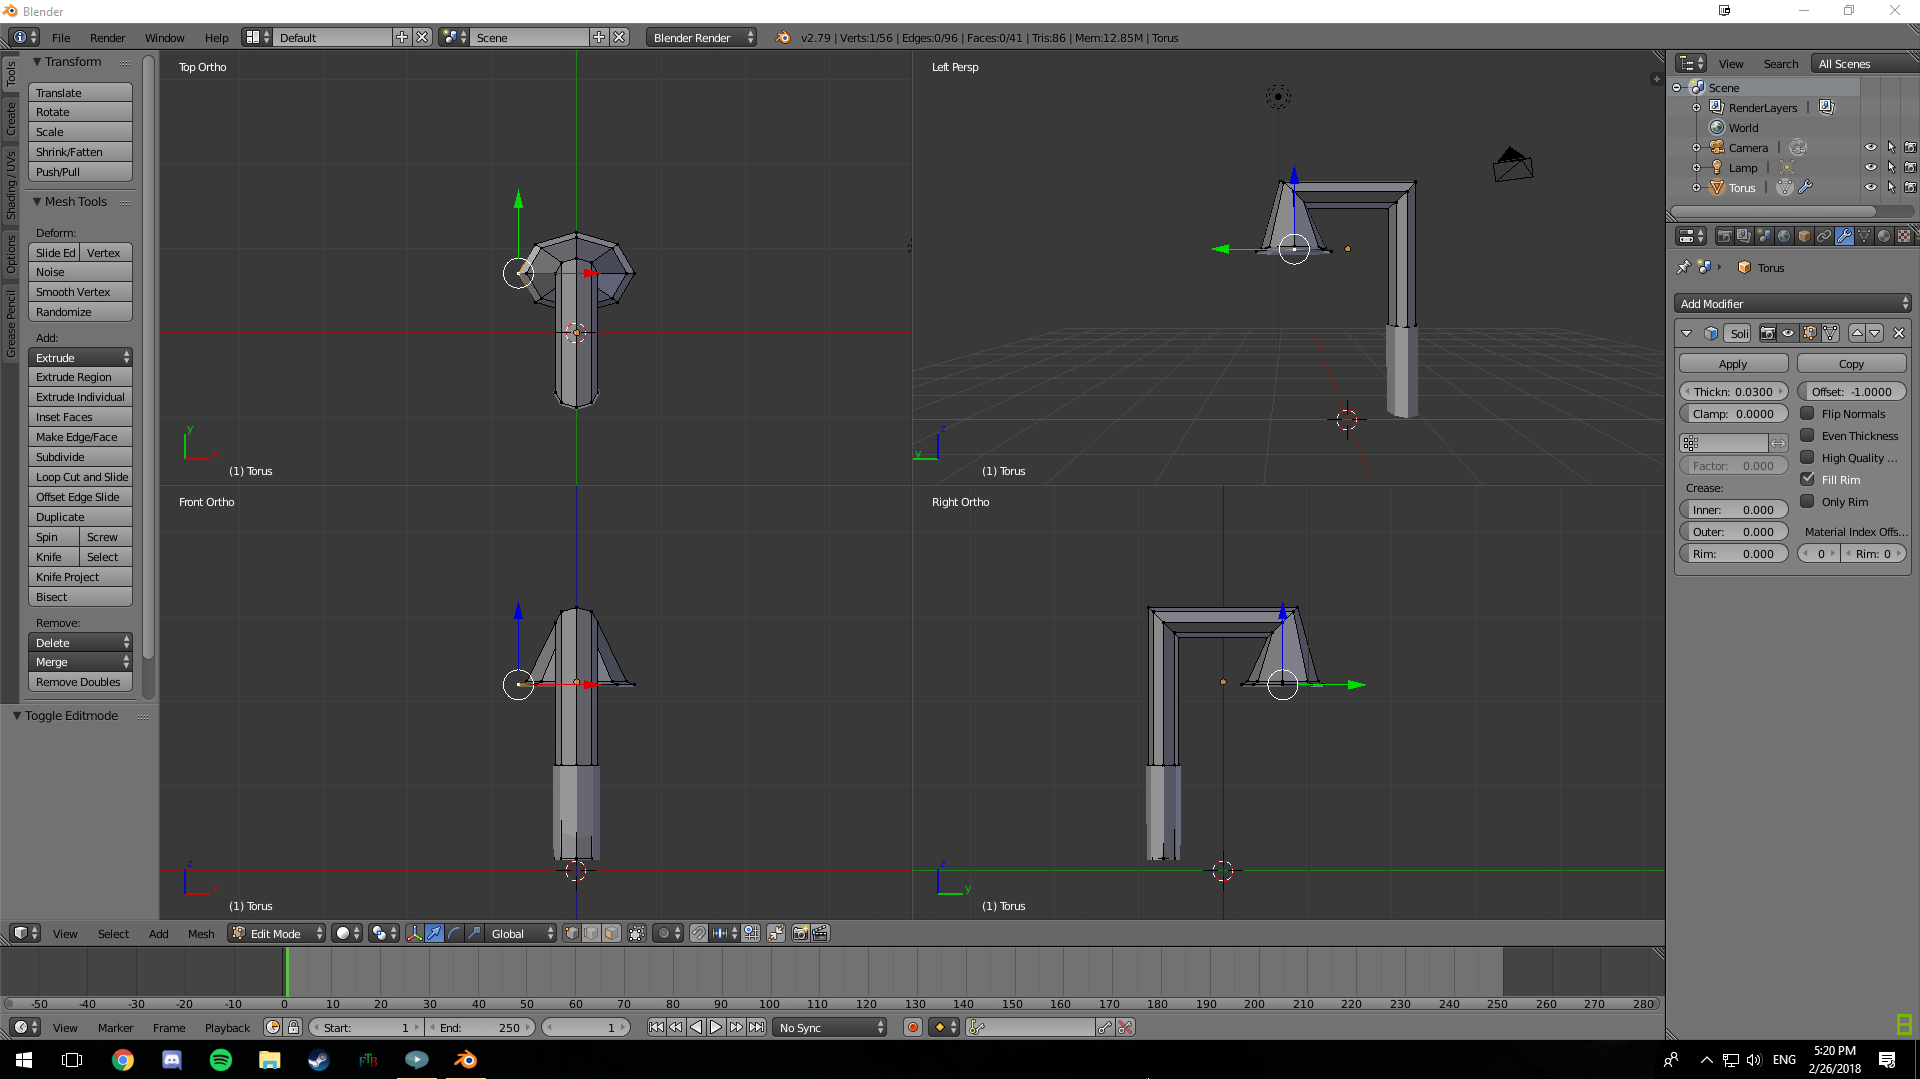 Blender
File Render Window Help Default Scene Blender Render v2.79 | Verts:1/56 | Edges:0/96 | Faces:0/41 | Tris:86 | Mem:12.85M | Torus
Tools
Create
Shading / UVs
Options
Grease Pencil
Transform
Translate
Rotate
Scale
Shrink/Fatten
Push/Pull
Mesh Tools
Deform:
Slide Ed Vertex
Noise
Smooth Vertex
Randomize
Add:
Extrude
Extrude Region
Extrude Individual
Inset Faces
Make Edge/Face
Subdivide
Loop Cut and Slide
Offset Edge Slide
Duplicate
Spin Screw
Knife Select
Knife Project
Bisect
Remove:
Delete
Merge
Remove Doubles
Toggle Editmode
Top Ortho
y
x
(1) Torus
Left Persp
z
y
(1) Torus
Front Ortho
z
x
(1) Torus
Right Ortho
z
y
(1) Torus
View Search All Scenes
Scene
RenderLayers
World
Camera
Lamp
Torus
Torus
Add Modifier
Soli
Apply Copy
Thickn: 0.0300 Offset: -1.0000
Clamp: 0.0000 Flip Normals
Even Thickness
High Quality ...
Factor: 0.000 Fill Rim
Crease:
Only Rim
Inner: 0.000
Outer: 0.000 Material Index Offs...
Rim: 0.000 0 Rim: 0
View Select Add Mesh Edit Mode Global
-50 -40 -30 -20 -10 0 10 20 30 40 50 60 70 80 90 100 110 120 130 140 150 160 170 180 190 200 210 220 230 240 250 260 270 280
View Marker Frame Playback Start: 1 End: 250 1 No Sync
FTB
ENG
5:20 PM
2/26/2018